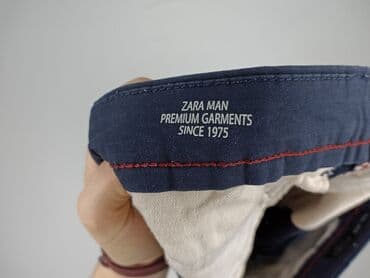 ZARA MAN
PREMIUM GARMENTS
SINCE 1975